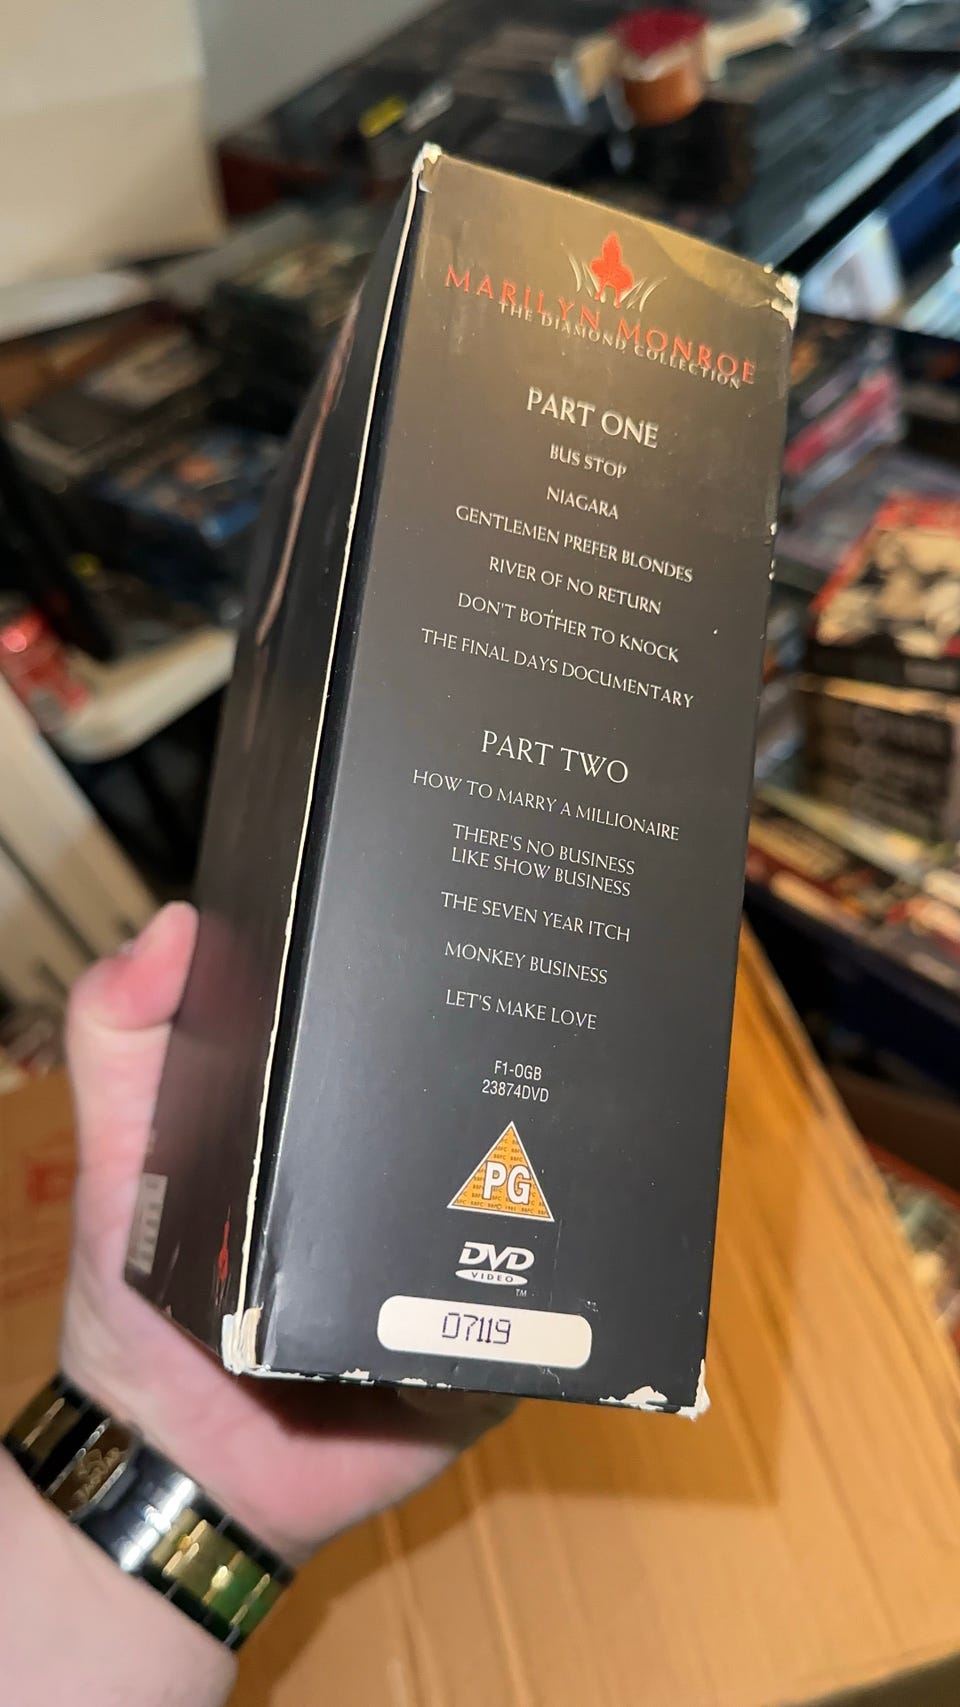 MARILYN MONROE
THE DIAMOND COLLECTION
PART ONE
BUS STOP
NIAGARA
GENTLEMEN PREFER BLONDES
RIVER OF NO RETURN
DON'T BOTHER TO KNOCK
THE FINAL DAYS DOCUMENTARY
PART TWO
HOW TO MARRY A MILLIONAIRE
THERE'S NO BUSINESS
LIKE SHOW BUSINESS
THE SEVEN YEAR ITCH
MONKEY BUSINESS
LET'S MAKE LOVE
F1-OGB
23874DVD
PG
DVD
VIDEO
TM
07119